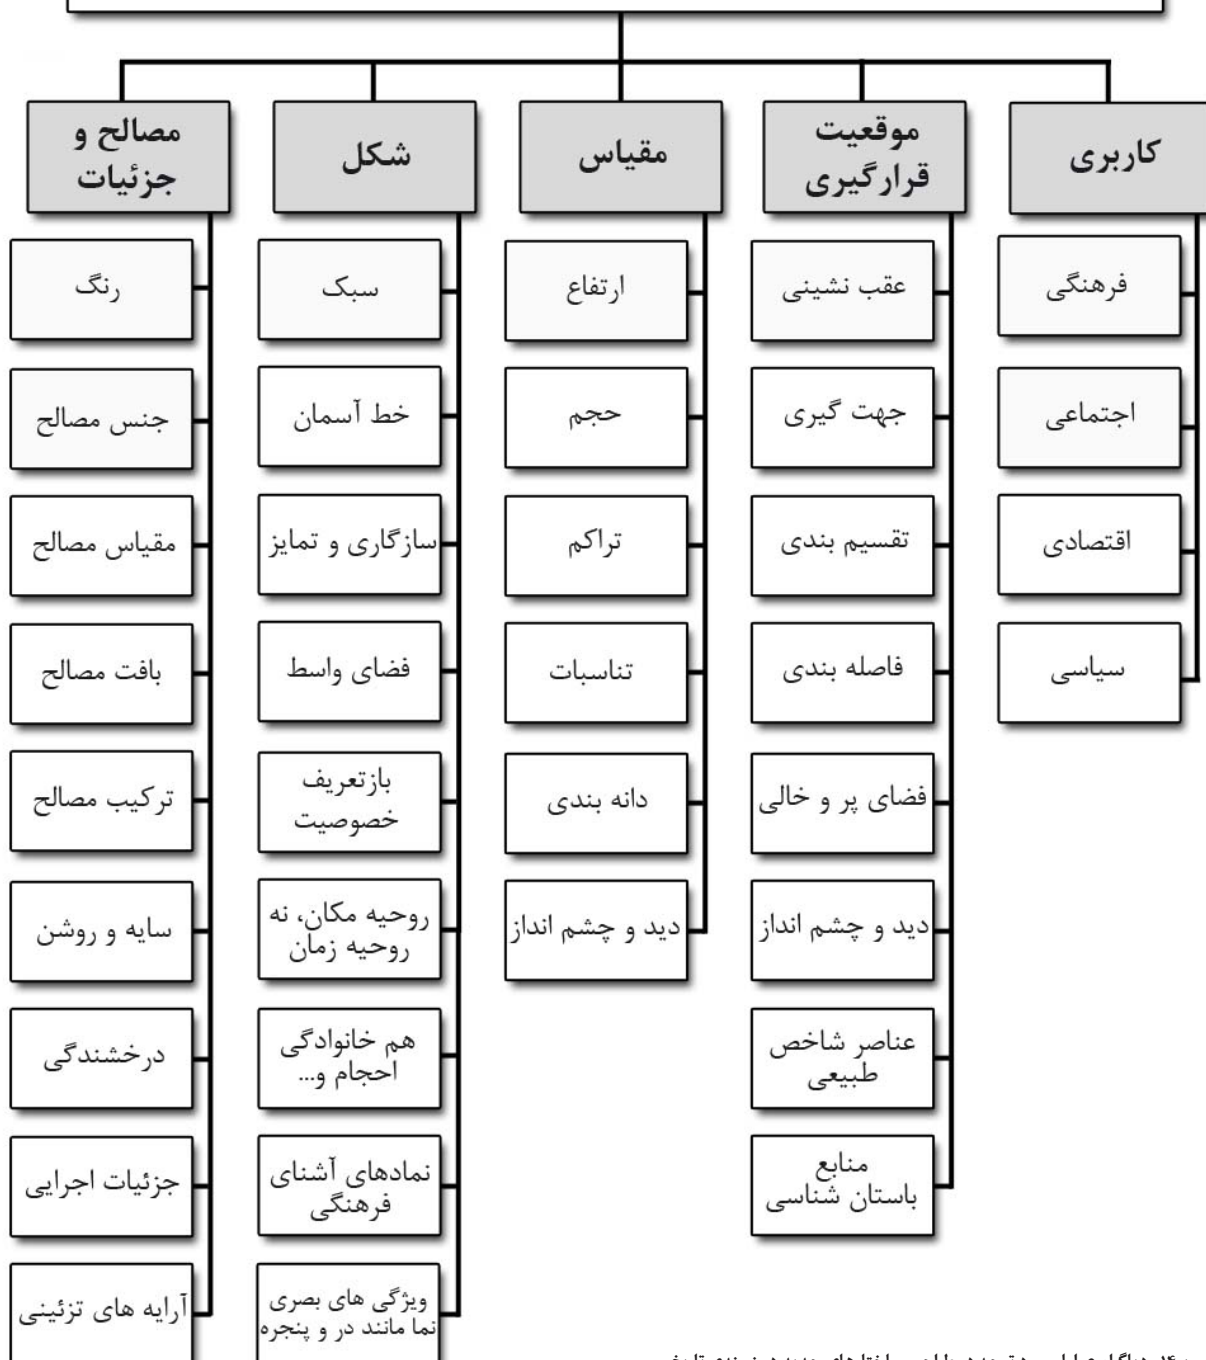 کاربری
فرهنگی
اجتماعی
اقتصادی
سیاسی
موقعیت
قرارگیری
عقب نشینی
جهت گیری
تقسیم بندی
فاصله بندی
فضای پر و خالی
دید و چشم انداز
عناصر شاخص
طبیعی
منابع
باستان شناسی
مقیاس
ارتفاع
حجم
تراکم
تناسبات
دانه بندی
دید و چشم انداز
شکل
سبک
خط آسمان
سازگاری و تمایز
فضای واسط
بازتعریف
خصوصیت
روحیه مکان، نه
روحیه زمان
هم خانوادگی
احجام و...
نمادهای آشنای
فرهنگی
ویژگی های بصری
نما مانند در و پنجره
مصالح و
جزئیات
رنگ
جنس مصالح
مقیاس مصالح
بافت مصالح
ترکیب مصالح
سایه و روشن
درخشندگی
جزئیات اجرایی
آرایه های تزئینی